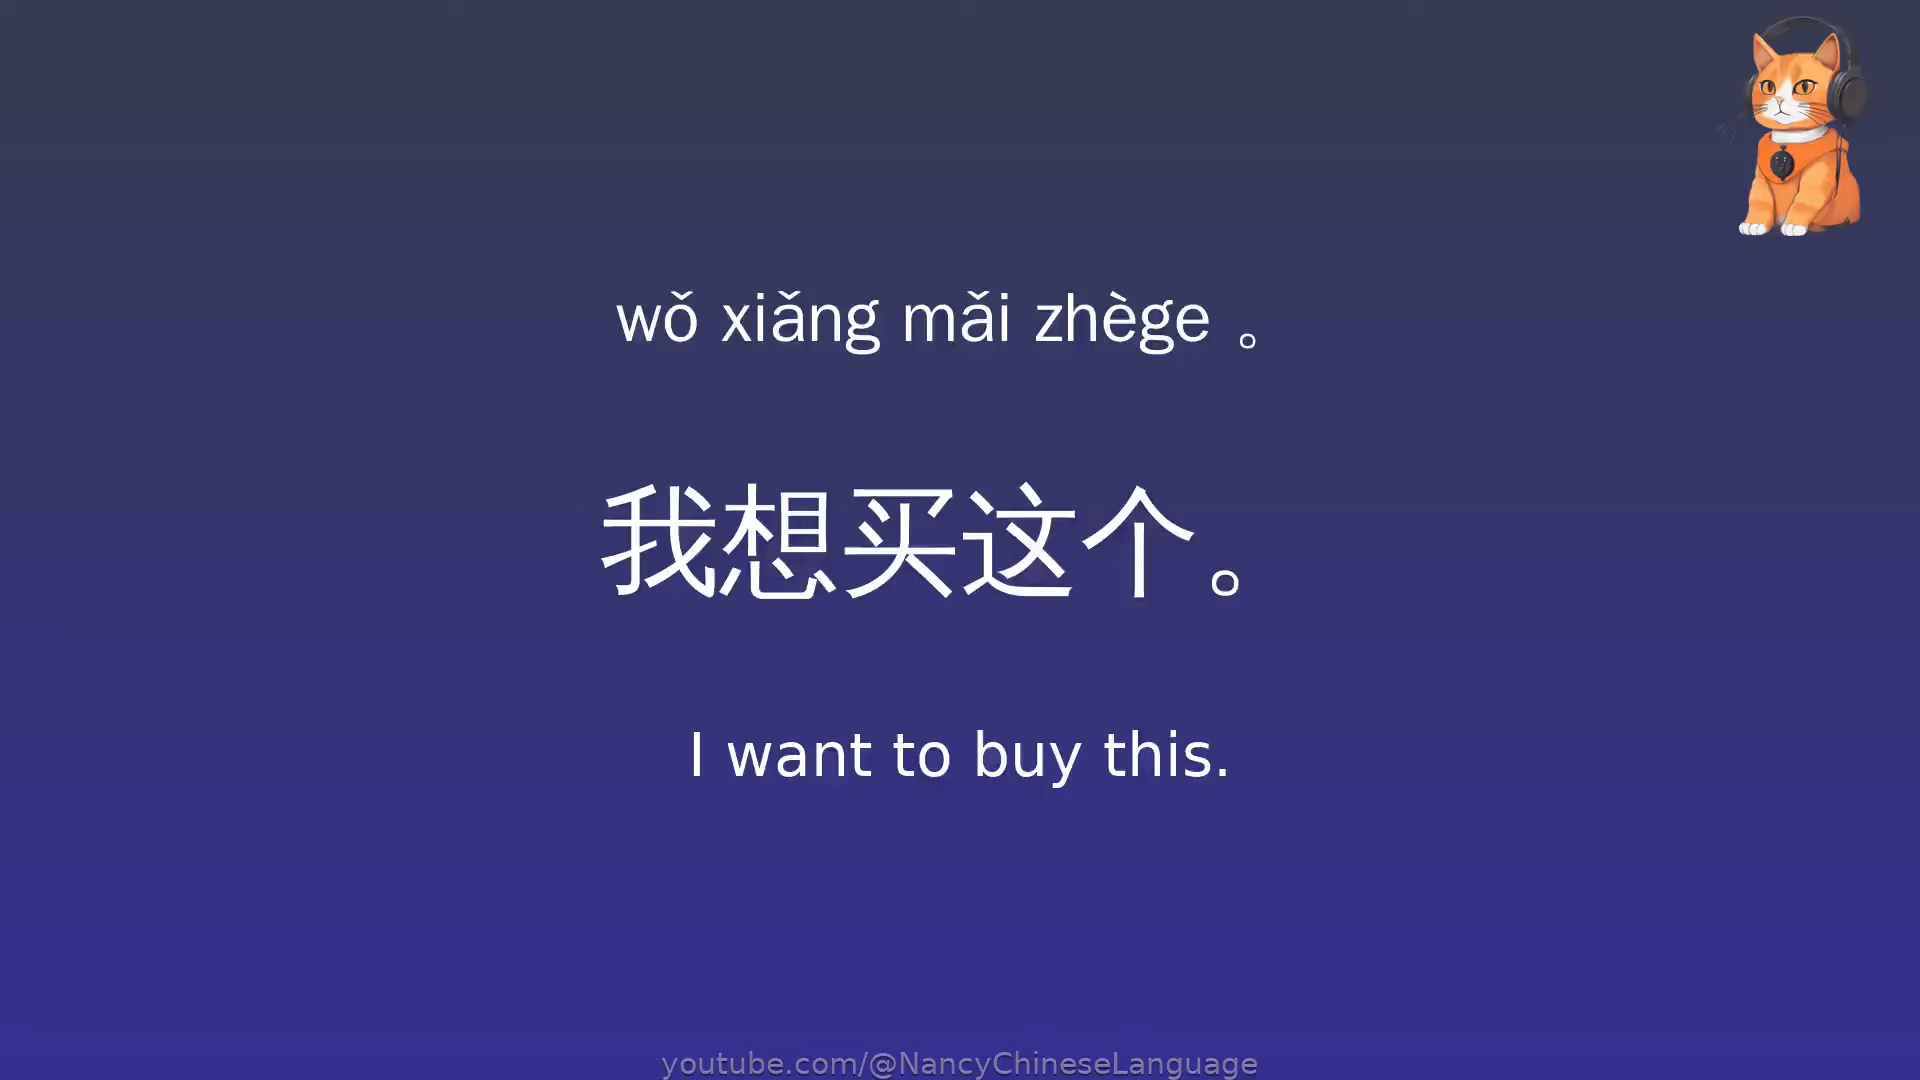 wǒ xiǎng mǎi zhège 。
我想买这个。
I want to buy this.
youtube.com/@NancyChineseLanguage